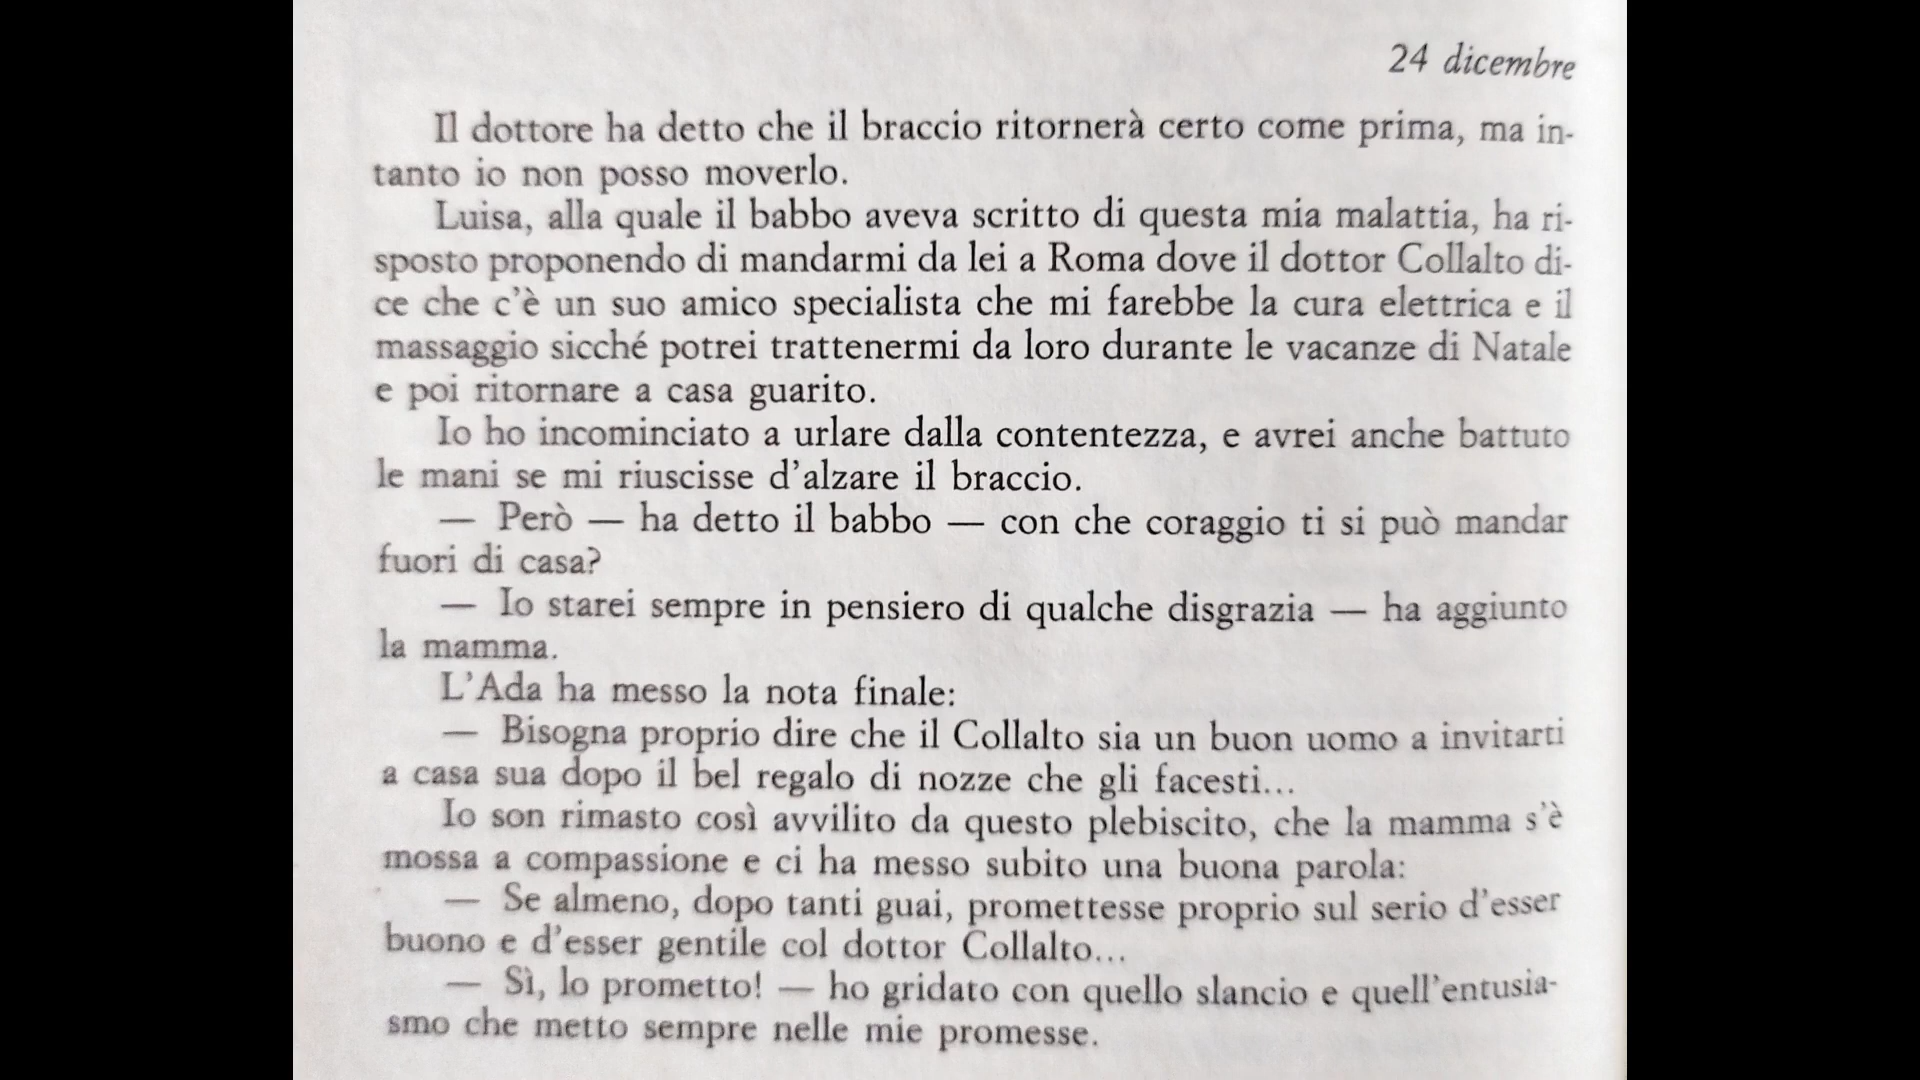 24 dicembre
Il dottore ha detto che il braccio ritornerà certo come prima, ma in-
tanto io non posso moverlo.
Luisa, alla quale il babbo aveva scritto di questa mia malattia, ha ri-
sposto proponendo di mandarmi da lei a Roma dove il dottor Collalto di-
ce che c'è un suo amico specialista che mi farebbe la cura elettrica e il
massaggio sicché potrei trattenermi da loro durante le vacanze di Natale
e poi ritornare a casa guarito.
Io ho incominciato a urlare dalla contentezza, e avrei anche battuto
le mani se mi riuscisse d'alzare il braccio.
— Però — ha detto il babbo — con che coraggio ti si può mandar
fuori di casa?
— Io starei sempre in pensiero di qualche disgrazia — ha aggiunto
la mamma.
L'Ada ha messo la nota finale:
— Bisogna proprio dire che il Collalto sia un buon uomo a invitarti
a casa sua dopo il bel regalo di nozze che gli facesti...
Io son rimasto così avvilito da questo plebiscito, che la mamma s'è
mossa a compassione e ci ha messo subito una buona parola:
— Se almeno, dopo tanti guai, promettesse proprio sul serio d'esser
buono e d'esser gentile col dottor Collalto...
— Sì, lo prometto! — ho gridato con quello slancio e quell'entusia-
smo che metto sempre nelle mie promesse.